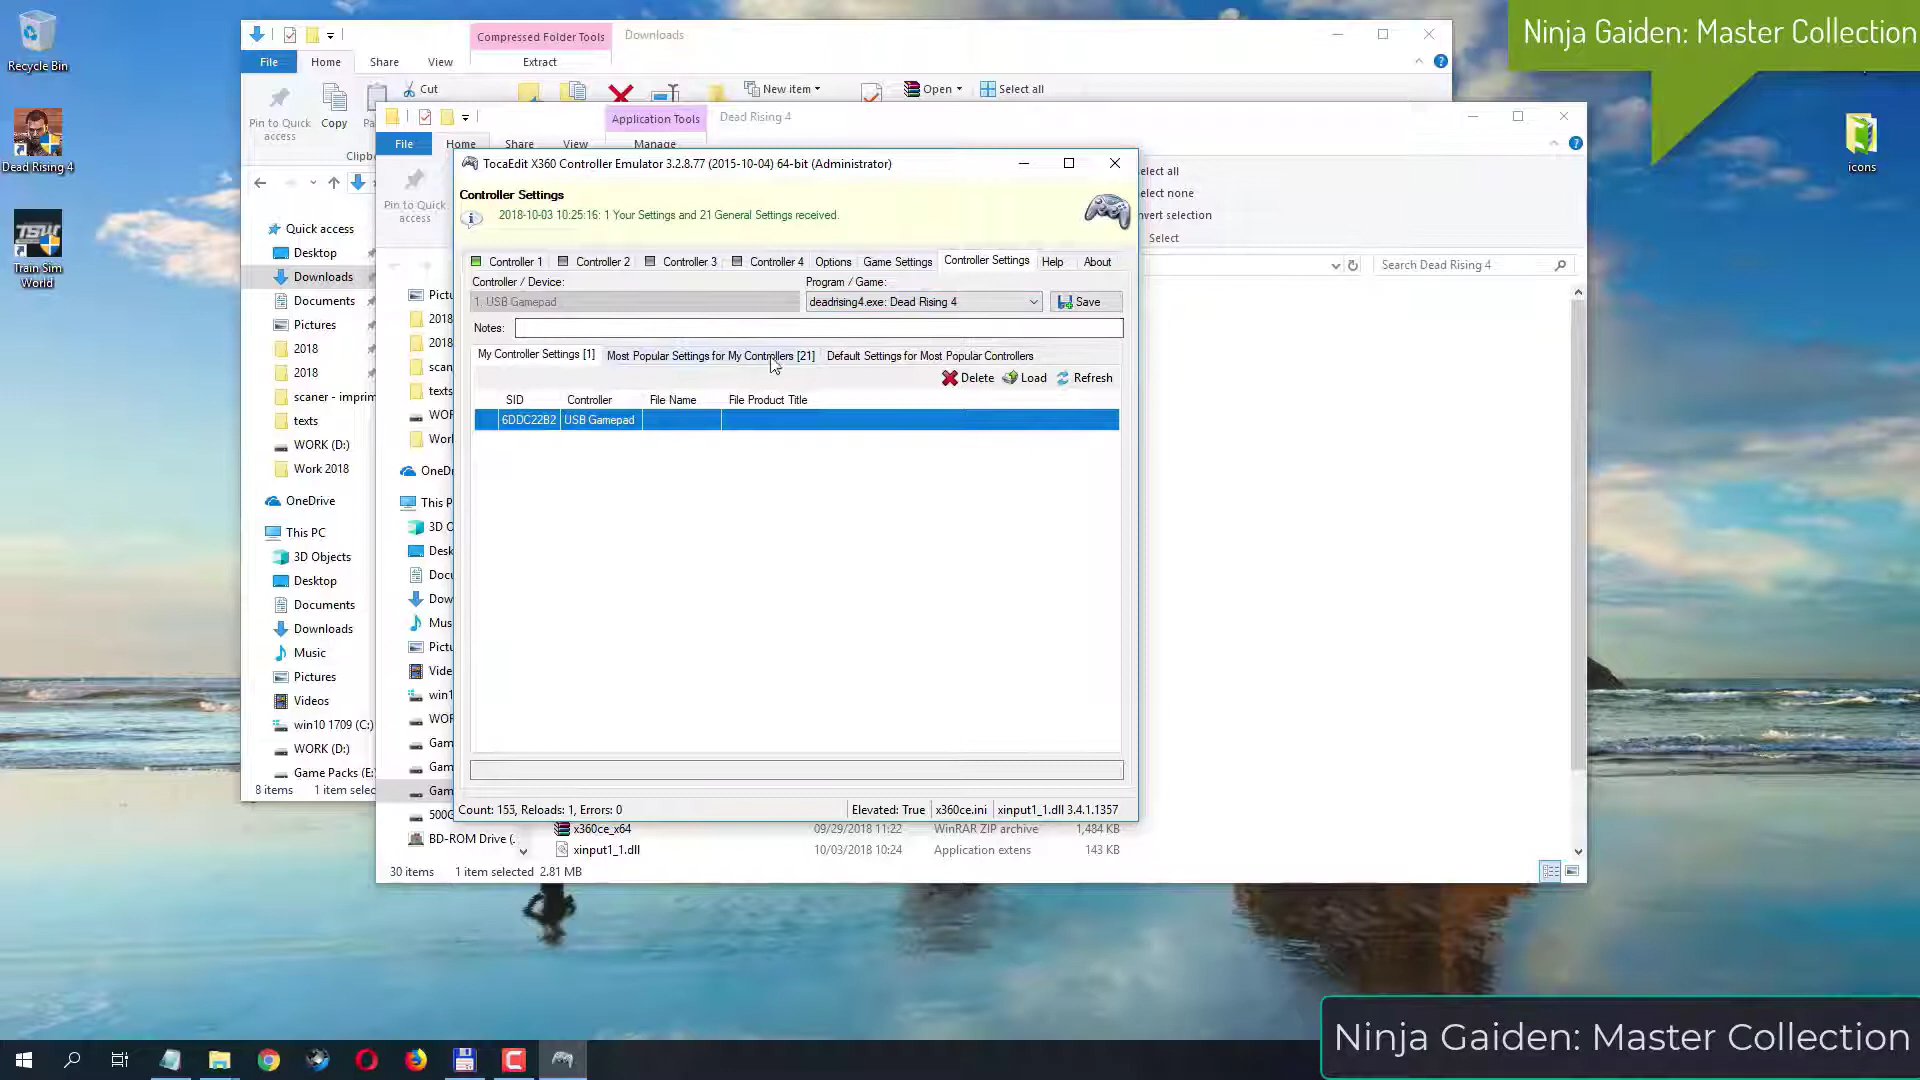 Recycle Bin
Dead Rising 4
Train Sim
World
icons
Ninja Gaiden: Master Collection
Compressed Folder Tools
Downloads
File
Home
Share
View
Extract
Pin to Quick
access
Copy
Cut
New item
Open
Select all
Application Tools
Dead Rising 4
File
Home
Share
View
Manage
Pin to Quick
access
Select none
Select
Search Dead Rising 4
Quick access
Desktop
Downloads
Documents
Pictures
2018
2018
scaner - imprim
texts
WORK (D:)
Work 2018
OneDrive
This PC
3D Objects
Desktop
Documents
Downloads
Music
Pictures
Videos
win10 1709 (C:)
WORK (D:)
Game Packs (E:
8 items
1 item selec
TocaEdit X360 Controller Emulator 3.2.8.77 (2015-10-04) 64-bit (Administrator)
Controller Settings
2018-10-03 10:25:16: 1 Your Settings and 21 General Settings received.
Controller 1
Controller 2
Controller 3
Controller 4
Options
Game Settings
Controller Settings
Help
About
Controller / Device:
Program / Game:
1. USB Gamepad
deadrising4.exe: Dead Rising 4
Save
Notes:
My Controller Settings [1]
Most Popular Settings for My Controllers [21]
Default Settings for Most Popular Controllers
Delete
Load
Refresh
SID
Controller
File Name
File Product Title
6DDC22B2
USB Gamepad
Count: 155, Reloads: 1, Errors: 0
Elevated: True
x360ce.ini
xinput1_1.dll 3.4.1.1357
500G
BD-ROM Drive (
x360ce_x64
09/29/2018 11:22
WinRAR ZIP archive
1,484 KB
xinput1_1.dll
10/03/2018 10:24
Application extens
143 KB
30 items
1 item selected
2.81 MB
Ninja Gaiden: Master Collection